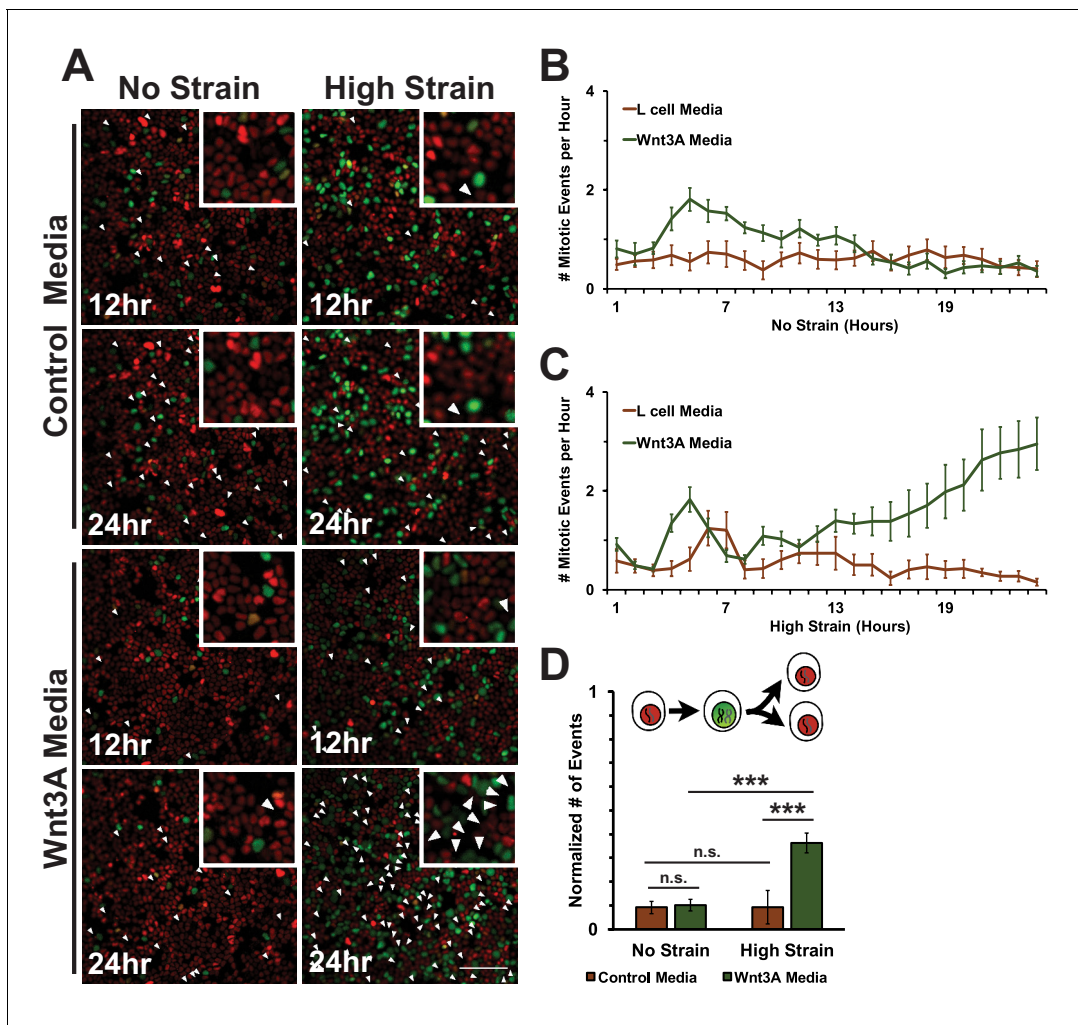 A
No Strain
High Strain
Control Media
12hr
12hr
24hr
24hr
Wnt3A Media
12hr
12hr
24hr
24hr
B
# Mitotic Events per Hour
4
2
0
L cell Media
Wnt3A Media
1
7
13
19
No Strain (Hours)
C
# Mitotic Events per Hour
4
2
0
L cell Media
Wnt3A Media
1
7
13
19
High Strain (Hours)
D
Normalized # of Events
1
0
***
***
n.s.
n.s.
No Strain
High Strain
Control Media
Wnt3A Media